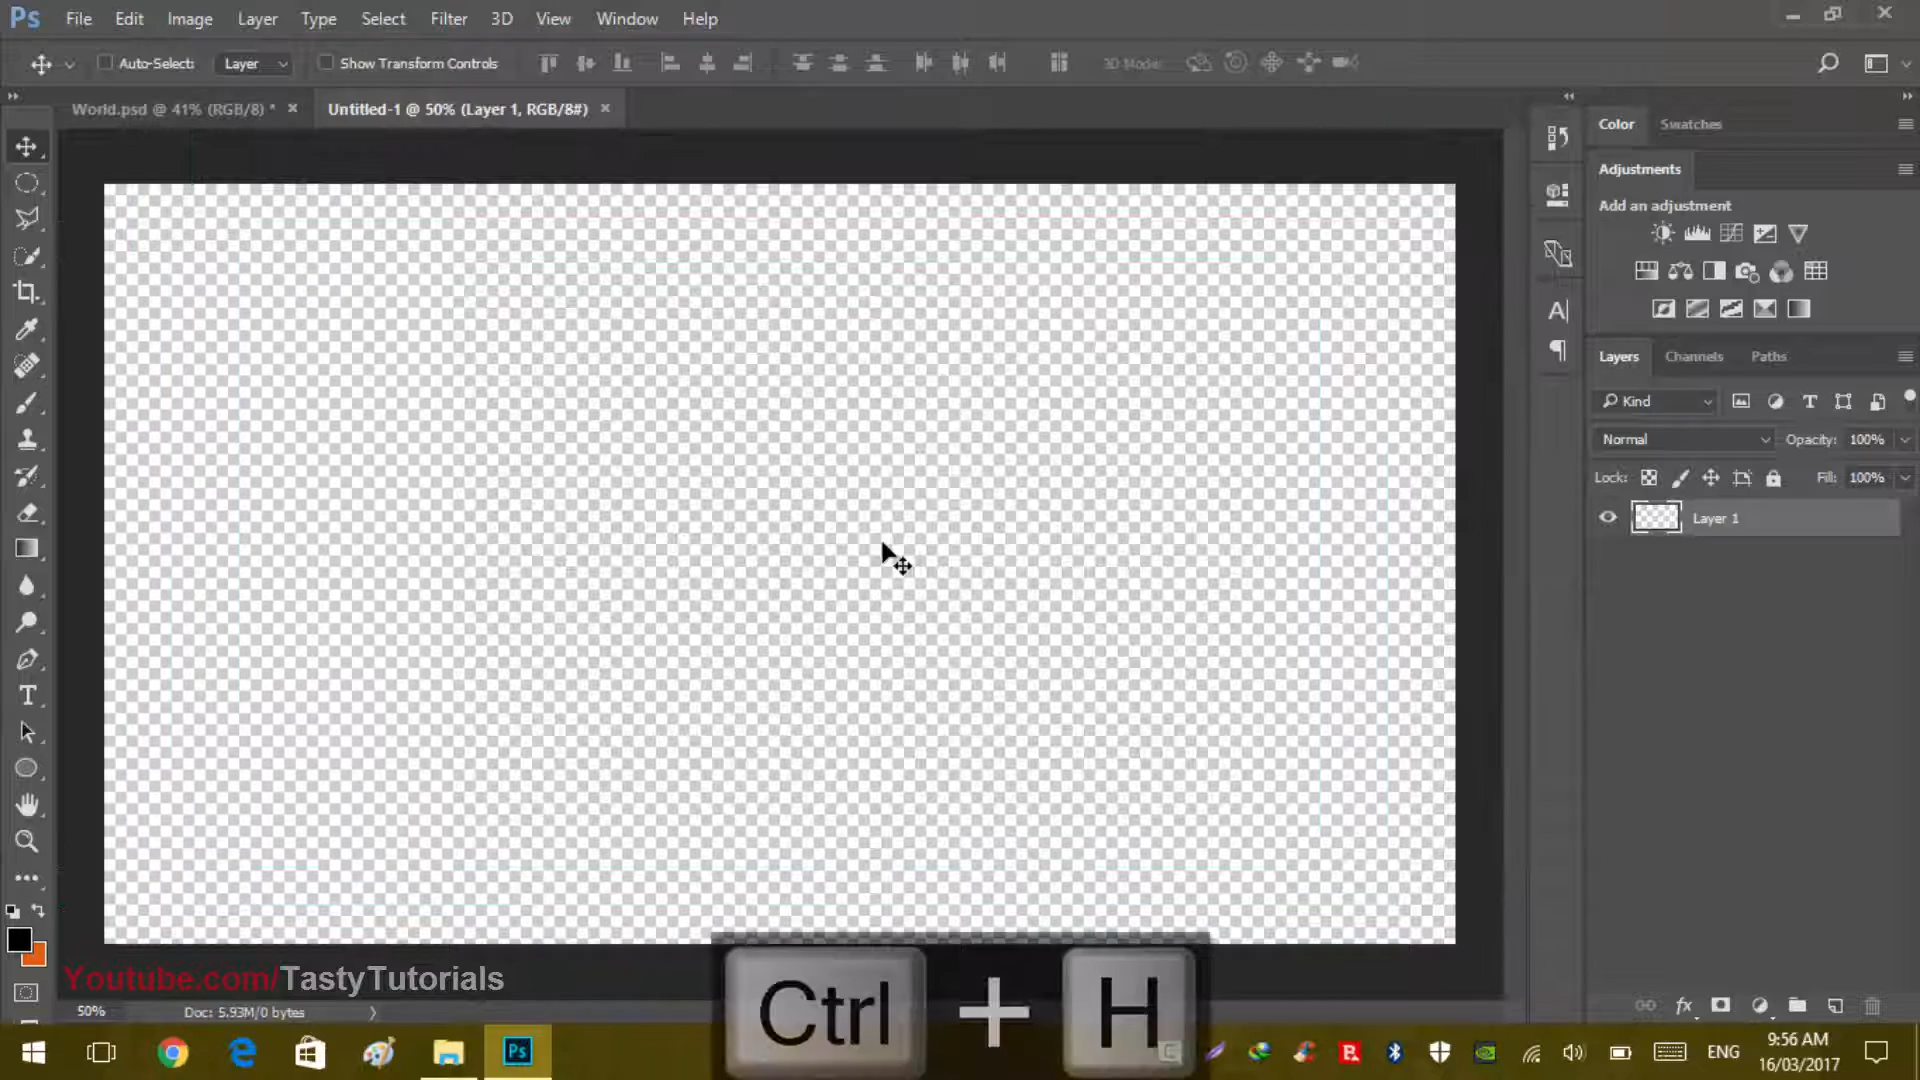 Ps File Edit Image Layer Type Select Filter 3D View Window Help
Auto-Select: Layer Show Transform Controls 3D Mode:
World.psd @ 41% (RGB/8) * × Untitled-1 @ 50% (Layer 1, RGB/8#) ×
Color Swatches
Adjustments
Add an adjustment
Layers Channels Paths
Kind
Normal Opacity: 100%
Lock: Fill: 100%
Layer 1
Youtube.com/TastyTutorials
50% Doc: 5.93M/0 bytes
Ctrl + H
Ps
ENG
9:56 AM
16/03/2017